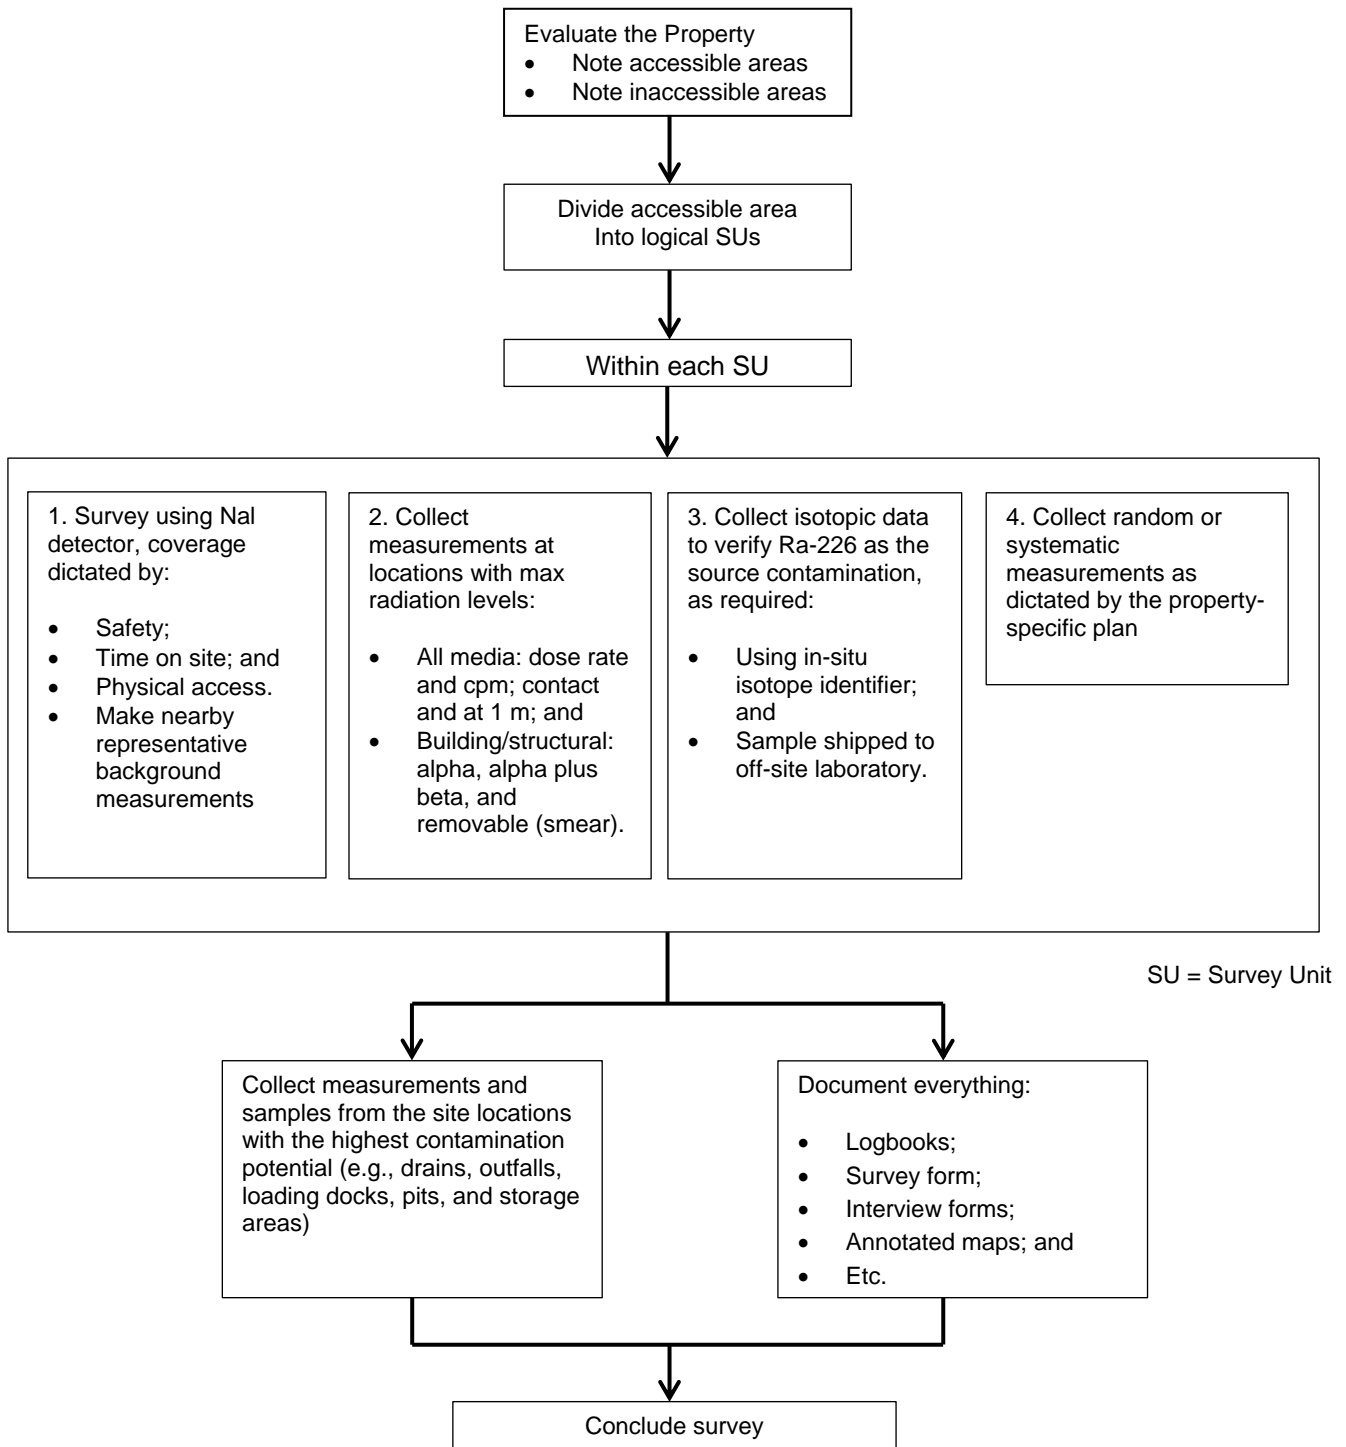 Evaluate the Property
• Note accessible areas
• Note inaccessible areas
Divide accessible area
Into logical SUs
Within each SU
1. Survey using NaI
detector, coverage
dictated by:
• Safety;
• Time on site; and
• Physical access.
• Make nearby
representative
background
measurements
2. Collect
measurements at
locations with max
radiation levels:
• All media: dose rate
and cpm; contact
and at 1 m; and
• Building/structural:
alpha, alpha plus
beta, and
removable (smear).
3. Collect isotopic data
to verify Ra-226 as the
source contamination,
as required:
• Using in-situ
isotope identifier;
and
• Sample shipped to
off-site laboratory.
4. Collect random or
systematic
measurements as
dictated by the property-
specific plan
SU = Survey Unit
Collect measurements and
samples from the site locations
with the highest contamination
potential (e.g., drains, outfalls,
loading docks, pits, and storage
areas)
Document everything:
• Logbooks;
• Survey form;
• Interview forms;
• Annotated maps; and
• Etc.
Conclude survey